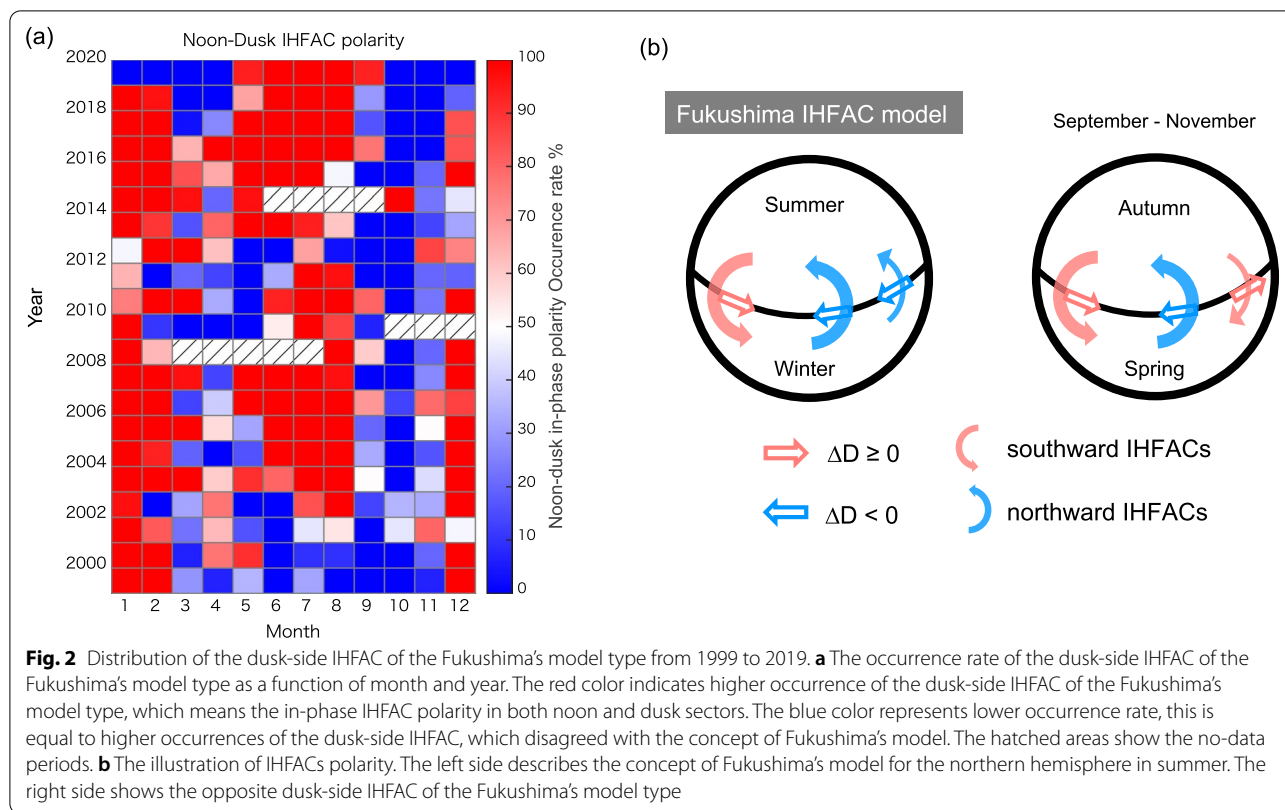 (a)
Noon-Dusk IHFAC polarity
2020
2018
2016
2014
2012
2010
2008
2006
2004
2002
2000
Year
1 2 3 4 5 6 7 8 9 10 11 12
Month
100
90
80
70
60
50
40
30
20
10
0
Noon-dusk in-phase polarity Occurence rate %
(b)
Fukushima IHFAC model
September - November
Summer
Winter
Autumn
Spring
ΔD ≥ 0
southward IHFACs
ΔD < 0
northward IHFACs
Fig. 2 Distribution of the dusk-side IHFAC of the Fukushima's model type from 1999 to 2019. a The occurrence rate of the dusk-side IHFAC of the
Fukushima's model type as a function of month and year. The red color indicates higher occurrence of the dusk-side IHFAC of the Fukushima's
model type, which means the in-phase IHFAC polarity in both noon and dusk sectors. The blue color represents lower occurrence rate, this is
equal to higher occurrences of the dusk-side IHFAC, which disagreed with the concept of Fukushima's model. The hatched areas show the no-data
periods. b The illustration of IHFACs polarity. The left side describes the concept of Fukushima's model for the northern hemisphere in summer. The
right side shows the opposite dusk-side IHFAC of the Fukushima's model type